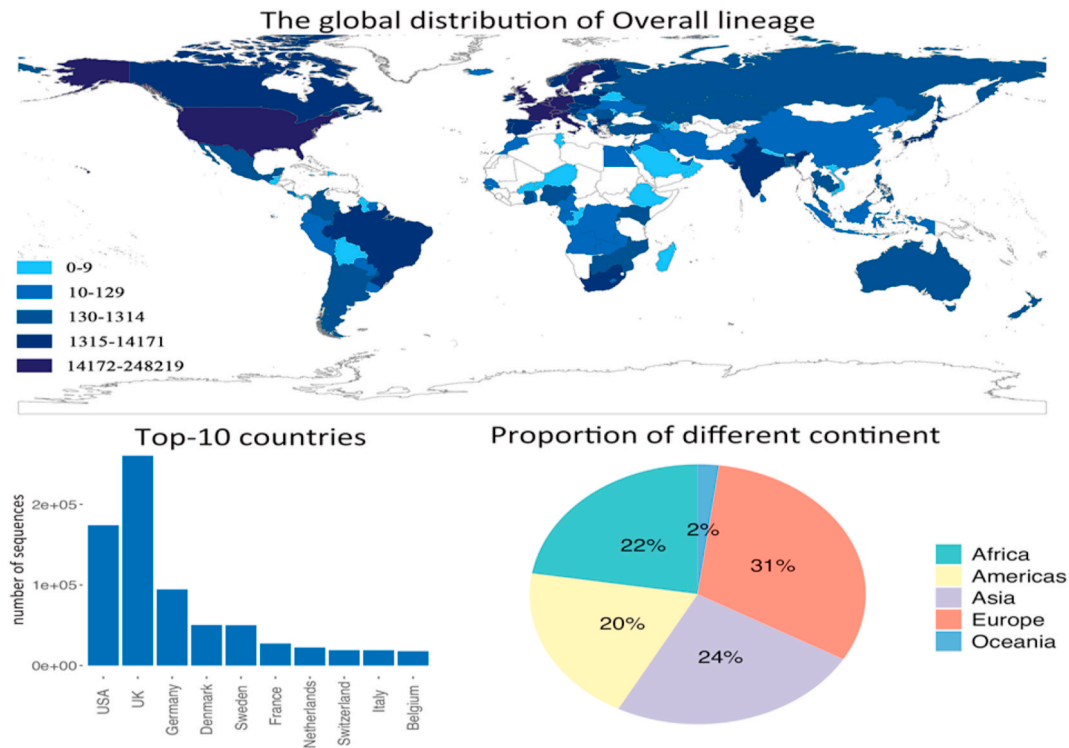 The global distribution of Overall lineage
0-9
10-129
130-1314
1315-14171
14172-248219
Top-10 countries
number of sequences
2e+05
1e+05
0e+00
USA
UK
Germany
Denmark
Sweden
France
Netherlands
Switzerland
Italy
Belgium
Proportion of different continent
2%
22%
31%
20%
24%
Africa
Americas
Asia
Europe
Oceania